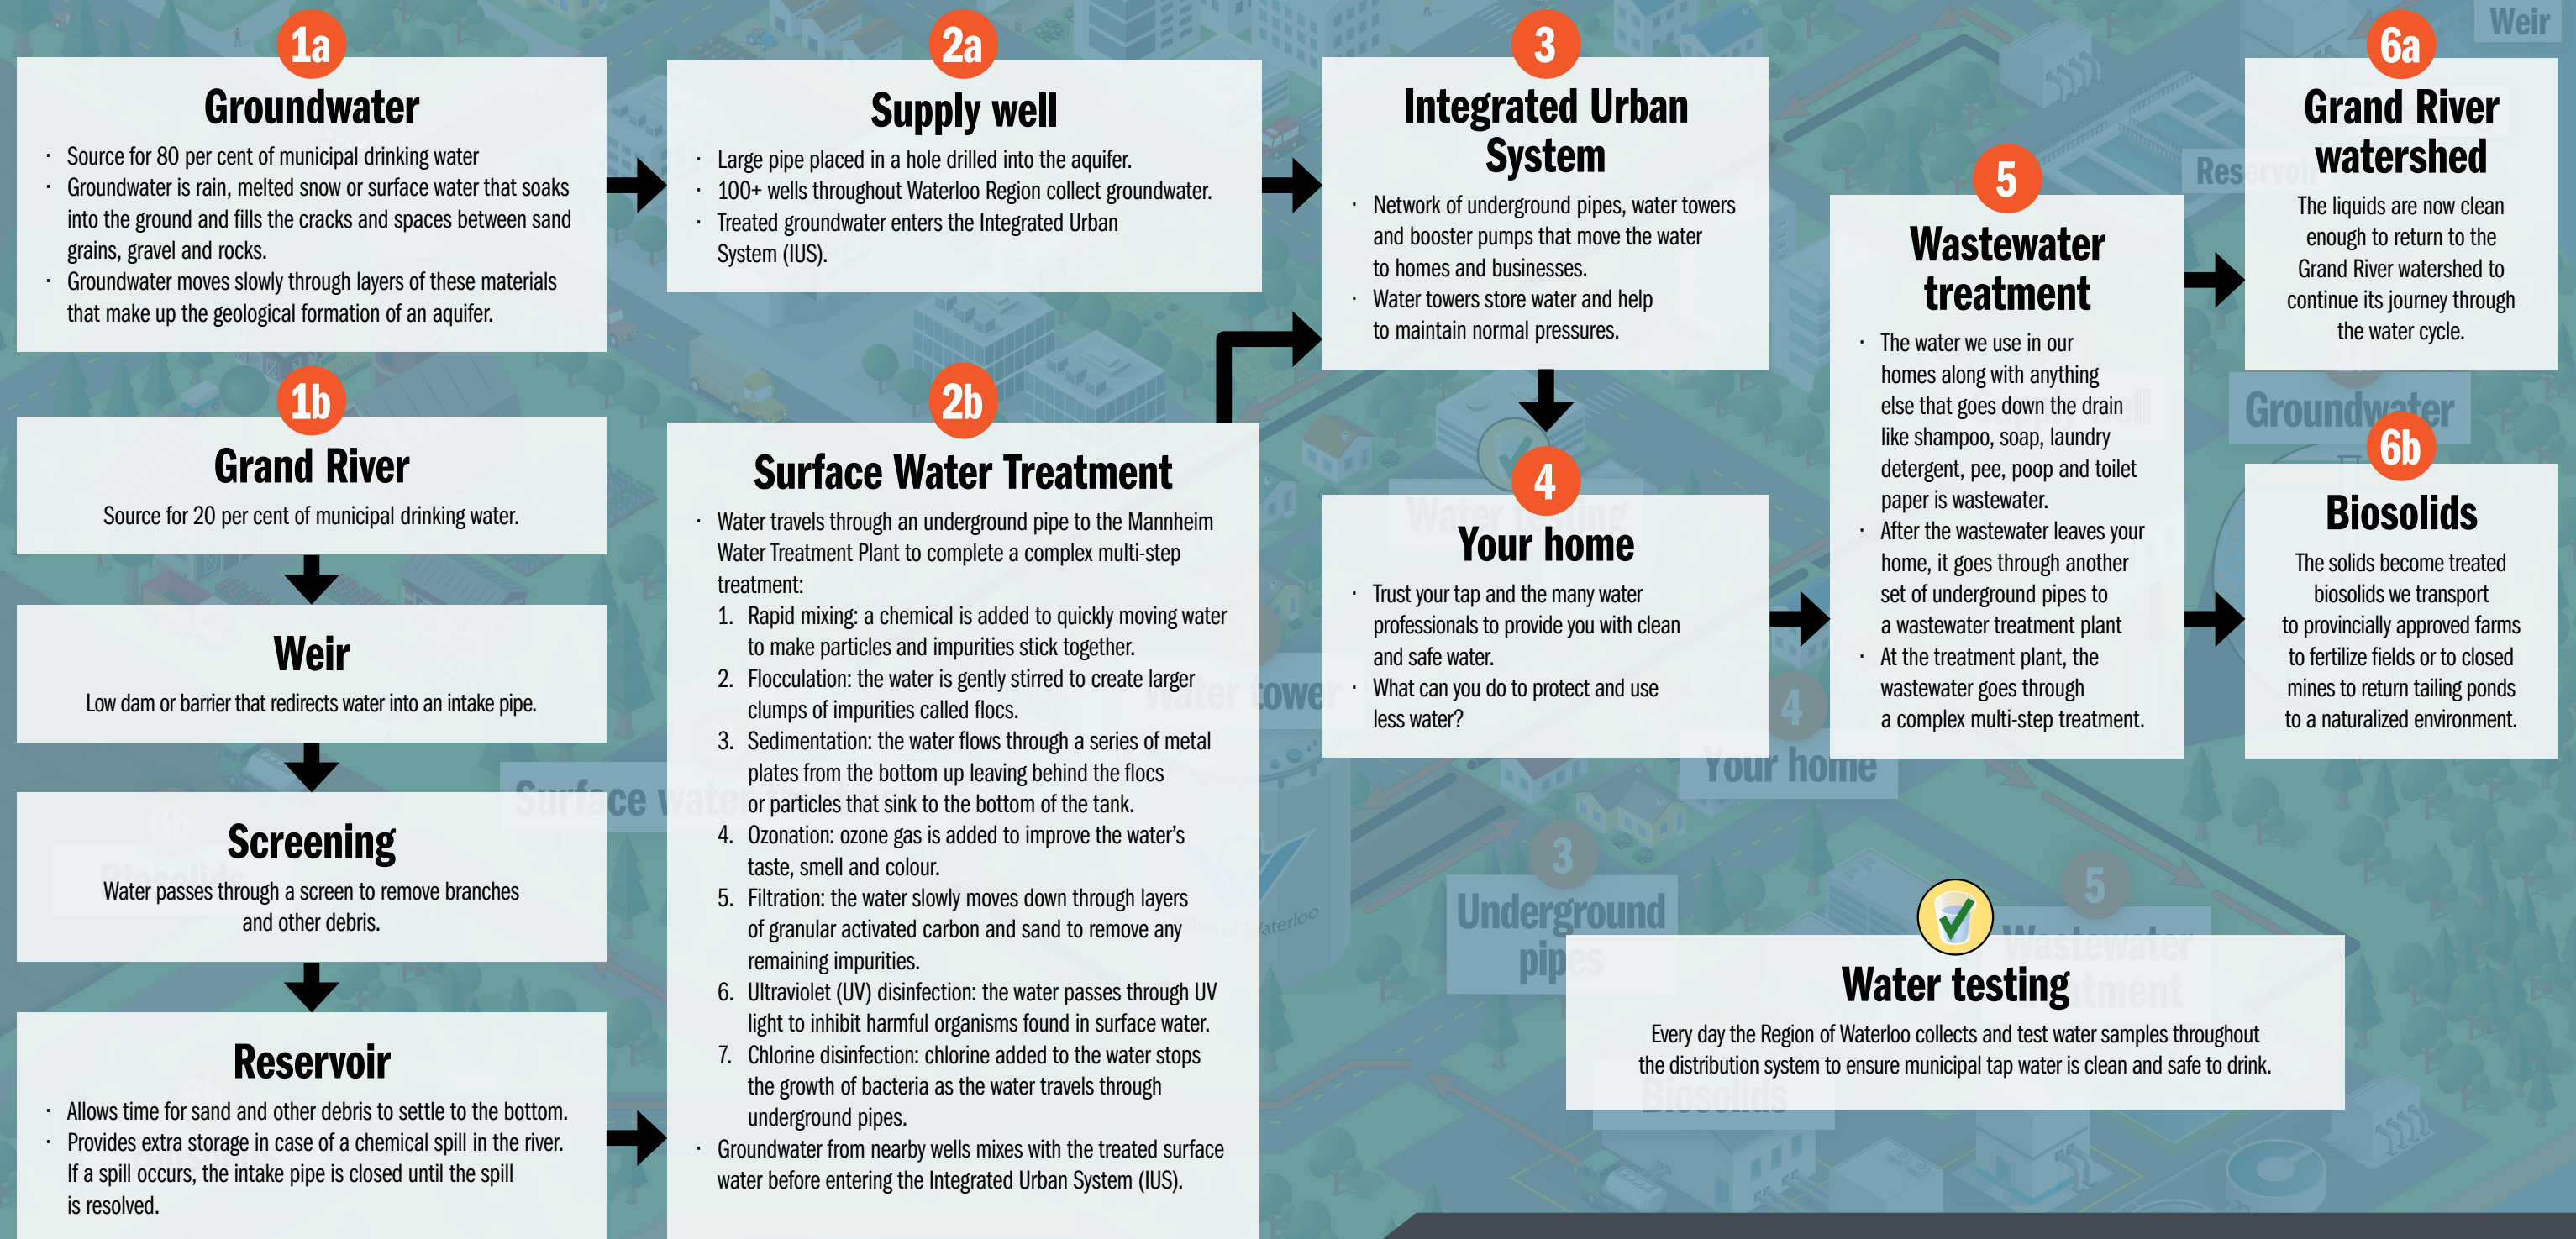 1a
Groundwater
· Source for 80 per cent of municipal drinking water
· Groundwater is rain, melted snow or surface water that soaks
into the ground and fills the cracks and spaces between sand
grains, gravel and rocks.
· Groundwater moves slowly through layers of these materials
that make up the geological formation of an aquifer.
1b
Grand River
Source for 20 per cent of municipal drinking water.
Weir
Low dam or barrier that redirects water into an intake pipe.
Screening
Water passes through a screen to remove branches
and other debris.
Reservoir
· Allows time for sand and other debris to settle to the bottom.
· Provides extra storage in case of a chemical spill in the river.
If a spill occurs, the intake pipe is closed until the spill
is resolved.
2a
Supply well
· Large pipe placed in a hole drilled into the aquifer.
· 100+ wells throughout Waterloo Region collect groundwater.
· Treated groundwater enters the Integrated Urban
System (IUS).
2b
Surface Water Treatment
· Water travels through an underground pipe to the Mannheim
Water Treatment Plant to complete a complex multi-step
treatment:
1. Rapid mixing: a chemical is added to quickly moving water
to make particles and impurities stick together.
2. Flocculation: the water is gently stirred to create larger
clumps of impurities called flocs.
3. Sedimentation: the water flows through a series of metal
plates from the bottom up leaving behind the flocs
or particles that sink to the bottom of the tank.
4. Ozonation: ozone gas is added to improve the water's
taste, smell and colour.
5. Filtration: the water slowly moves down through layers
of granular activated carbon and sand to remove any
remaining impurities.
6. Ultraviolet (UV) disinfection: the water passes through UV
light to inhibit harmful organisms found in surface water.
7. Chlorine disinfection: chlorine added to the water stops
the growth of bacteria as the water travels through
underground pipes.
· Groundwater from nearby wells mixes with the treated surface
water before entering the Integrated Urban System (IUS).
3
Integrated Urban
System
· Network of underground pipes, water towers
and booster pumps that move the water
to homes and businesses.
· Water towers store water and help
to maintain normal pressures.
4
Your home
· Trust your tap and the many water
professionals to provide you with clean
and safe water.
· What can you do to protect and use
less water?
5
Wastewater
treatment
· The water we use in our
homes along with anything
else that goes down the drain
like shampoo, soap, laundry
detergent, pee, poop and toilet
paper is wastewater.
· After the wastewater leaves your
home, it goes through another
set of underground pipes to
a wastewater treatment plant
· At the treatment plant, the
wastewater goes through
a complex multi-step treatment.
6a
Grand River
watershed
The liquids are now clean
enough to return to the
Grand River watershed to
continue its journey through
the water cycle.
6b
Biosolids
The solids become treated
biosolids we transport
to provincially approved farms
to fertilize fields or to closed
mines to return tailing ponds
to a naturalized environment.
Water testing
Every day the Region of Waterloo collects and test water samples throughout
the distribution system to ensure municipal tap water is clean and safe to drink.
Weir
Reservoir
Supply well
Groundwater
Water testing
Water tower
Surface water treatment
4
Your home
3
Underground
pipes
5
Wastewater
treatment
6b
Biosolids
Biosolids
Waterloo